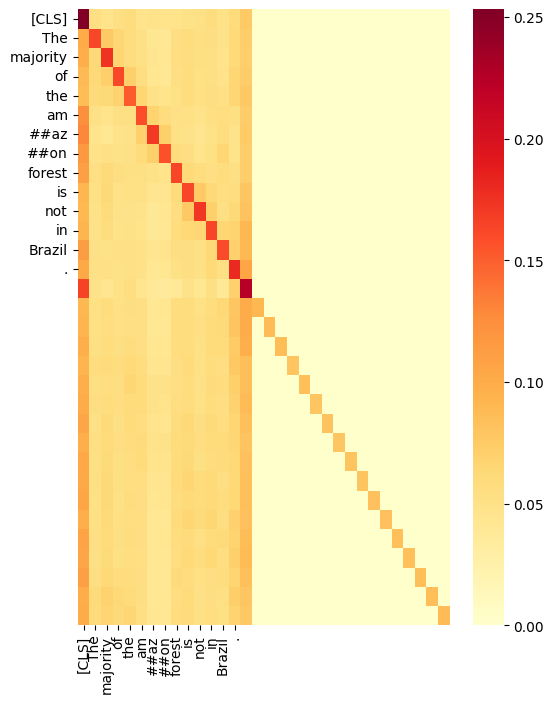 [CLS]
The
majority
of
the
am
##az
##on
forest
is
not
in
Brazil
.
[CLS]
The
majority
of
the
am
##az
##on
forest
is
not
in
Brazil
.
0.25
0.20
0.15
0.10
0.05
0.00